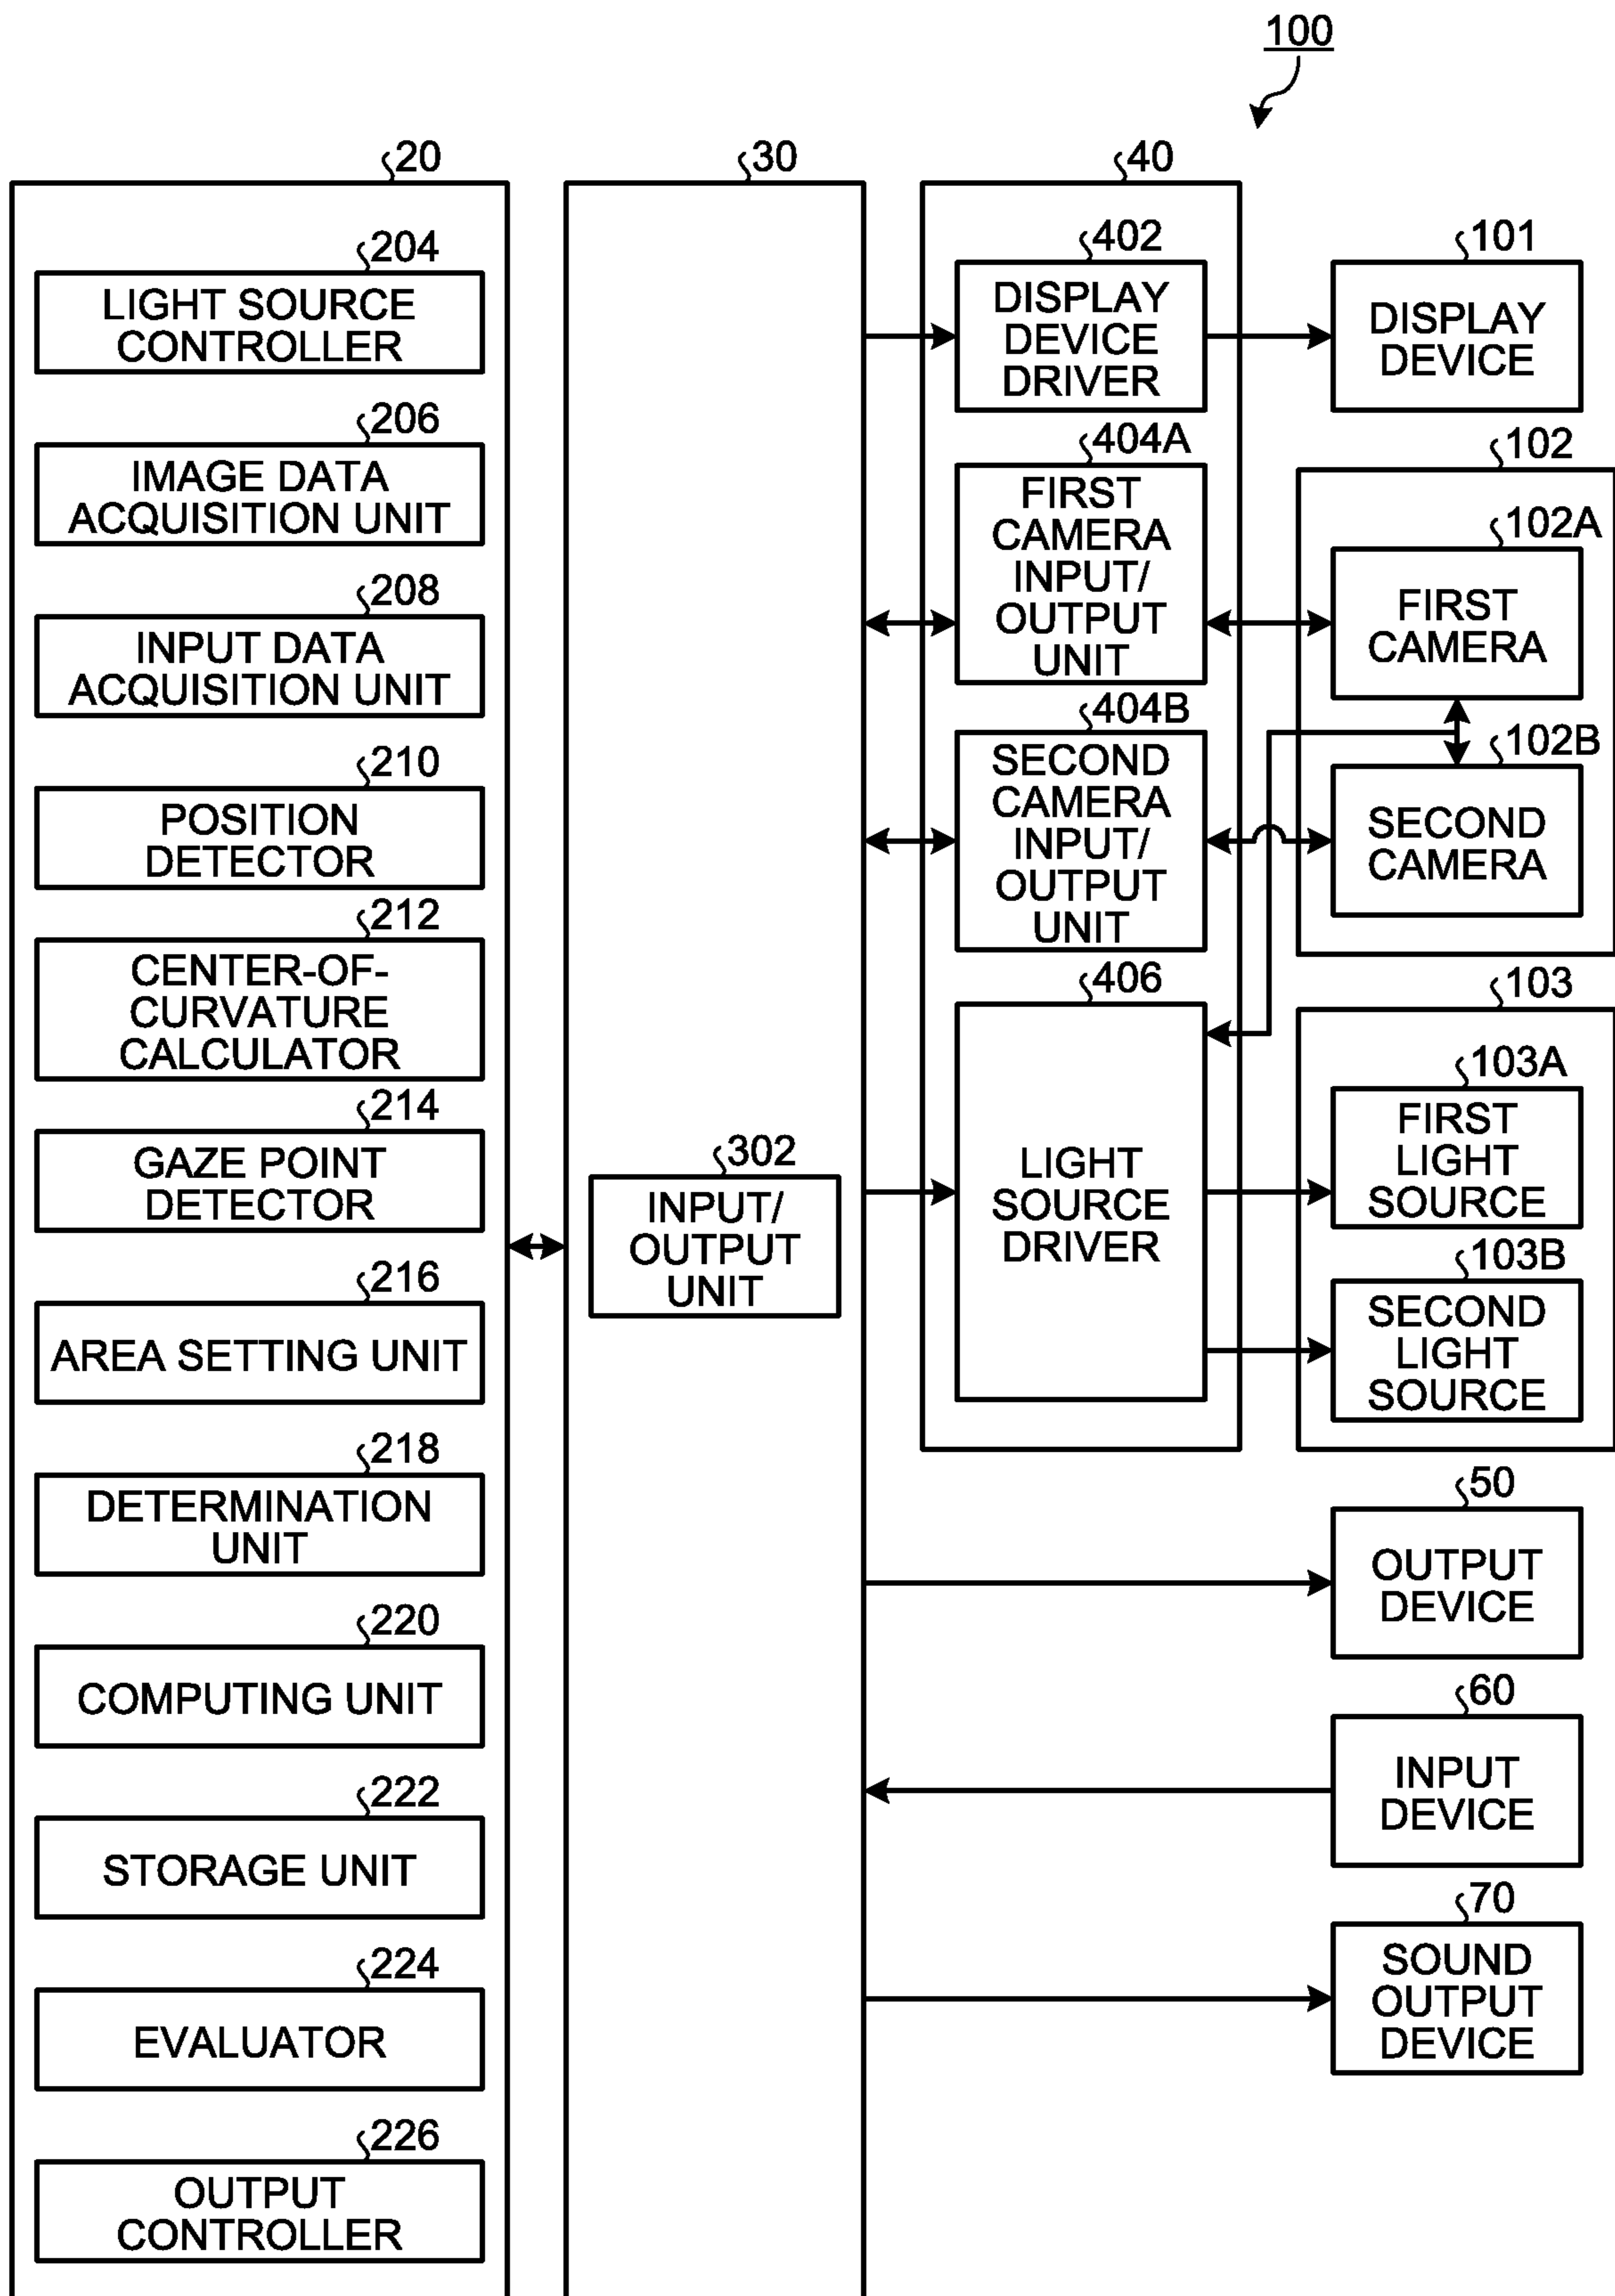 100
20
204
LIGHT SOURCE
CONTROLLER
206
IMAGE DATA
ACQUISITION UNIT
208
INPUT DATA
ACQUISITION UNIT
210
POSITION
DETECTOR
212
CENTER-OF-
CURVATURE
CALCULATOR
214
GAZE POINT
DETECTOR
216
AREA SETTING UNIT
218
DETERMINATION
UNIT
220
COMPUTING UNIT
222
STORAGE UNIT
224
EVALUATOR
226
OUTPUT
CONTROLLER
30
302
INPUT/
OUTPUT
UNIT
40
402
DISPLAY
DEVICE
DRIVER
404A
FIRST
CAMERA
INPUT/
OUTPUT
UNIT
404B
SECOND
CAMERA
INPUT/
OUTPUT
UNIT
406
LIGHT
SOURCE
DRIVER
101
DISPLAY
DEVICE
102
102A
FIRST
CAMERA
102B
SECOND
CAMERA
103
103A
FIRST
LIGHT
SOURCE
103B
SECOND
LIGHT
SOURCE
50
OUTPUT
DEVICE
60
INPUT
DEVICE
70
SOUND
OUTPUT
DEVICE